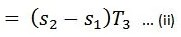 = (s₂ − s₁)T₃ ... (ii)